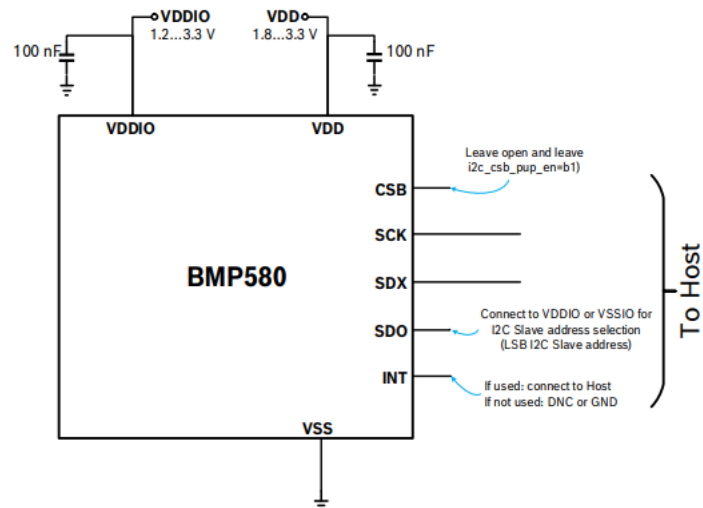 VDDIO
1.2...3.3 V
VDD
1.8...3.3 V
100 nF
100 nF
VDDIO
VDD
Leave open and leave
i2c_csb_pup_en=b1)
CSB
SCK
BMP580
SDX
To Host
Connect to VDDIO or VSSIO for
I2C Slave address selection
(LSB I2C Slave address)
SDO
INT
If used: connect to Host
If not used: DNC or GND
VSS